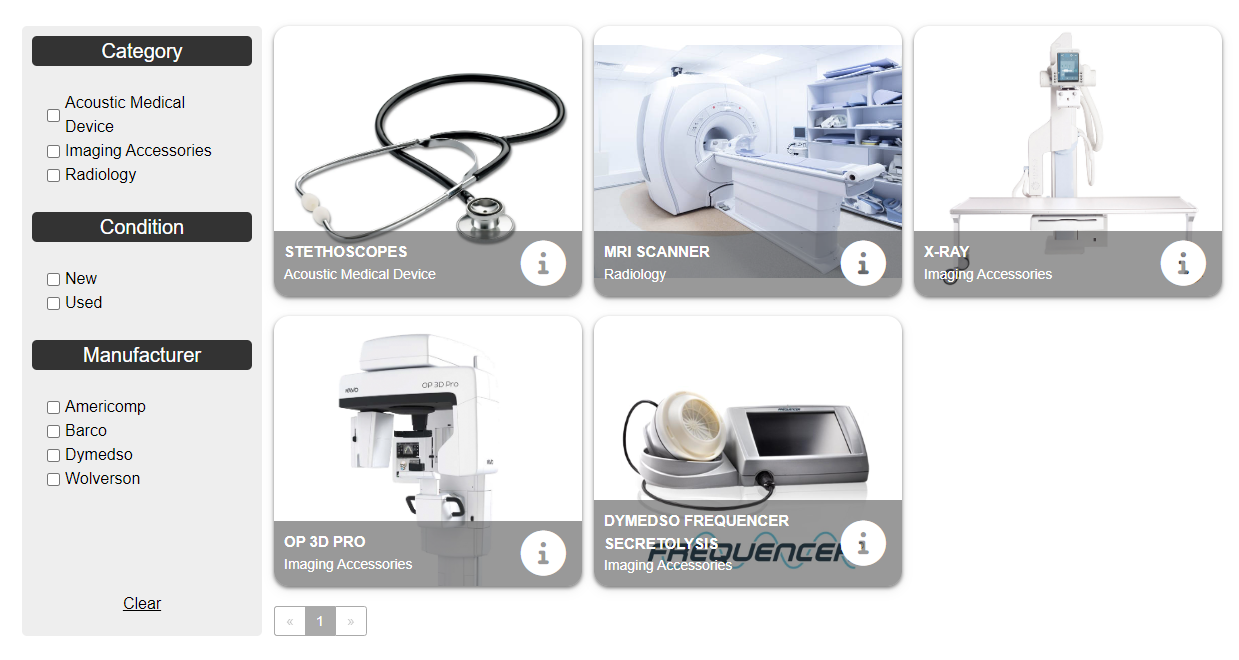 Category
Acoustic Medical
Device
Imaging Accessories
Radiology
Condition
New
Used
Manufacturer
Americomp
Barco
Dymedso
Wolverson
Clear
STETHOSCOPES
Acoustic Medical Device
i
MRI SCANNER
Radiology
i
X-RAY
Imaging Accessories
i
OP 3D Pro
OP 3D PRO
Imaging Accessories
i
DYMEDSO FREQUENCER
SECRETOLYSIS
FREQUENCER
Imaging Accessories
i
« 1 »